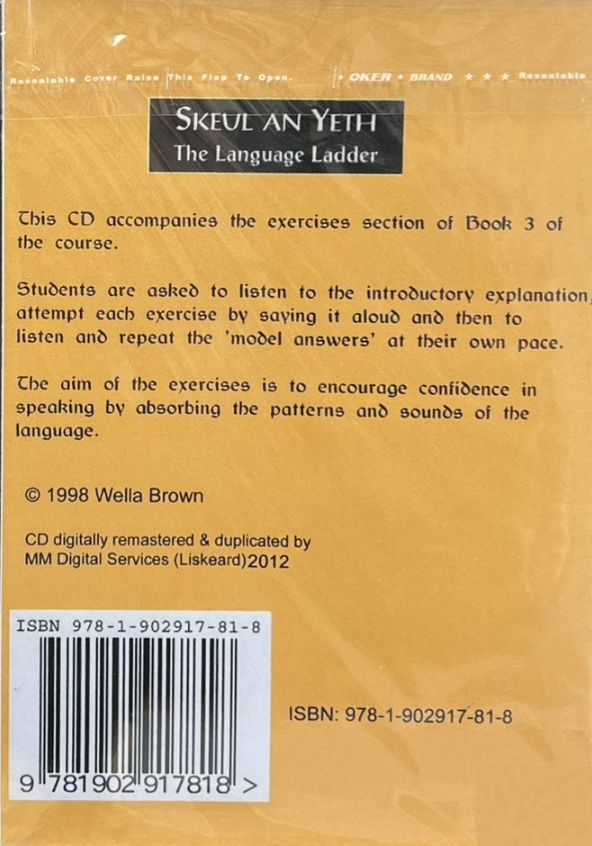 Resealable Cover Raise This Flap To Open. • OKER • BRAND ★ ★ ★ Resealable
SKEUL AN YETH
The Language Ladder
This CD accompanies the exercises section of Book 3 of
the course.
Students are asked to listen to the introductory explanation,
attempt each exercise by saying it aloud and then to
listen and repeat the 'model answers' at their own pace.
The aim of the exercises is to encourage confidence in
speaking by absorbing the patterns and sounds of the
language.
© 1998 Wella Brown
CD digitally remastered & duplicated by
MM Digital Services (Liskeard)2012
ISBN 978-1-902917-81-8
9 781902 917818 >
ISBN: 978-1-902917-81-8